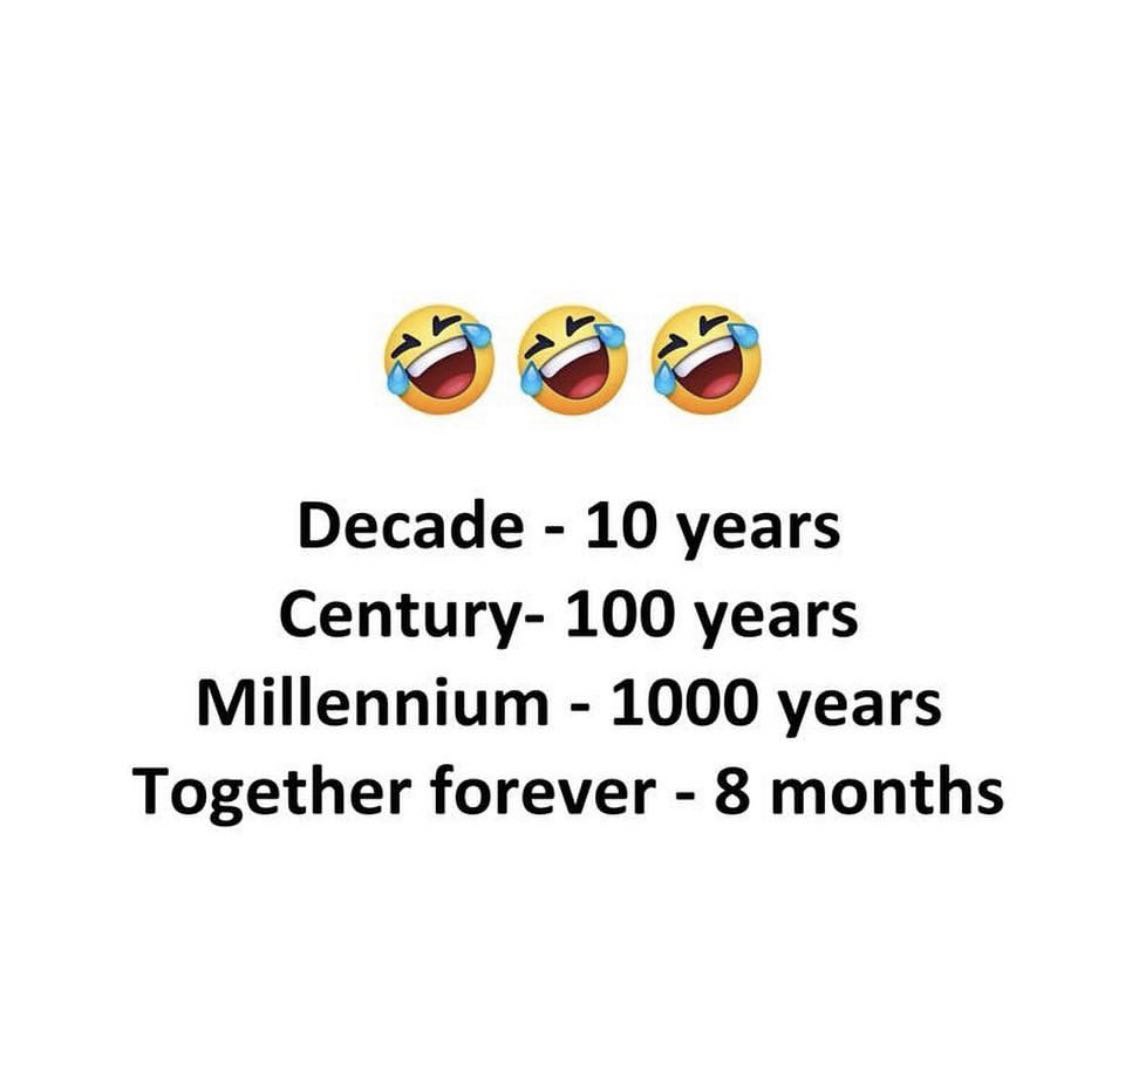 Decade - 10 years
Century- 100 years
Millennium - 1000 years
Together forever - 8 months